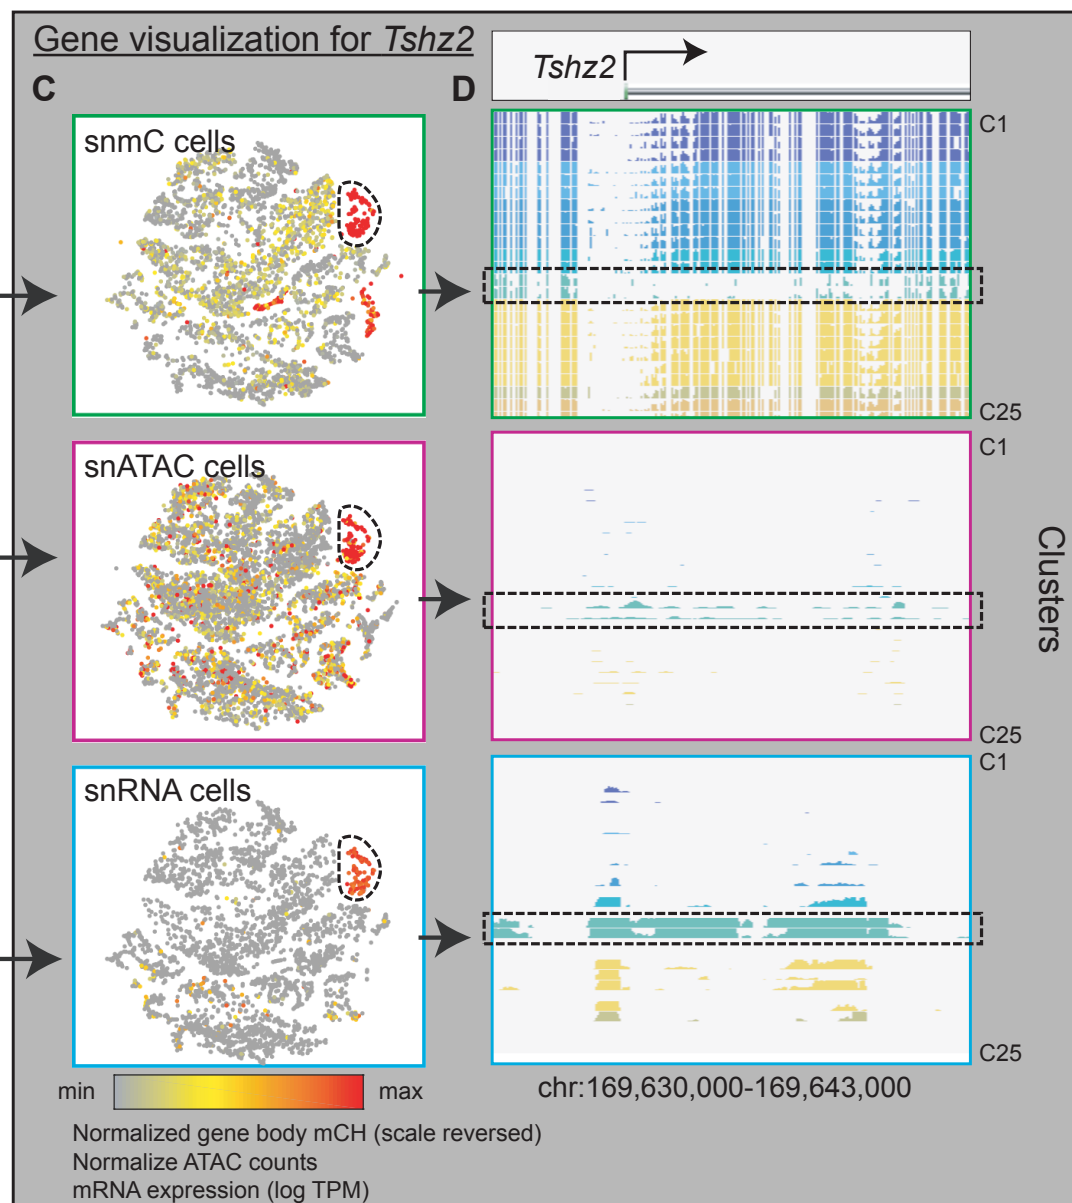 Gene visualization for Tshz2
C
D
Tshz2
snmC cells
C1
C25
snATAC cells
C1
C25
Clusters
snRNA cells
C1
C25
min
max
chr:169,630,000-169,643,000
Normalized gene body mCH (scale reversed)
Normalize ATAC counts
mRNA expression (log TPM)